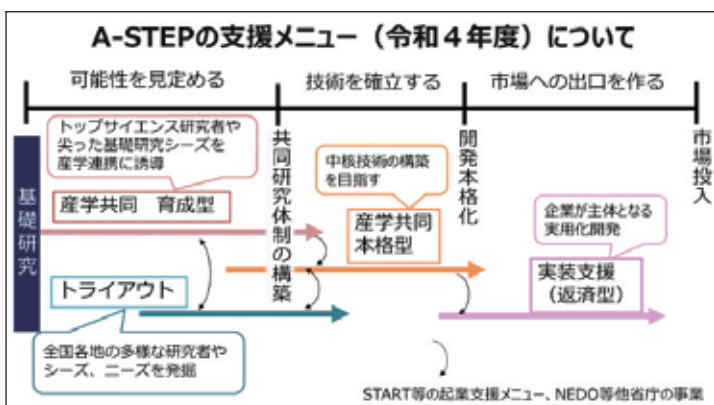 A-STEPの支援メニュー（令和４年度）について
可能性を見定める
技術を確立する
市場への出口を作る
トップサイエンス研究者や
尖った基礎研究シーズを
産学連携に誘導
産学共同　育成型
基礎研究
共同研究体制の構築
中核技術の構築
を目指す
産学共同
本格型
開発本格化
企業が主体となる
実用化開発
実装支援
（返済型）
市場投入
トライアウト
全国各地の多様な研究者や
シーズ、ニーズを発掘
START等の起業支援メニュー、NEDO等他省庁の事業